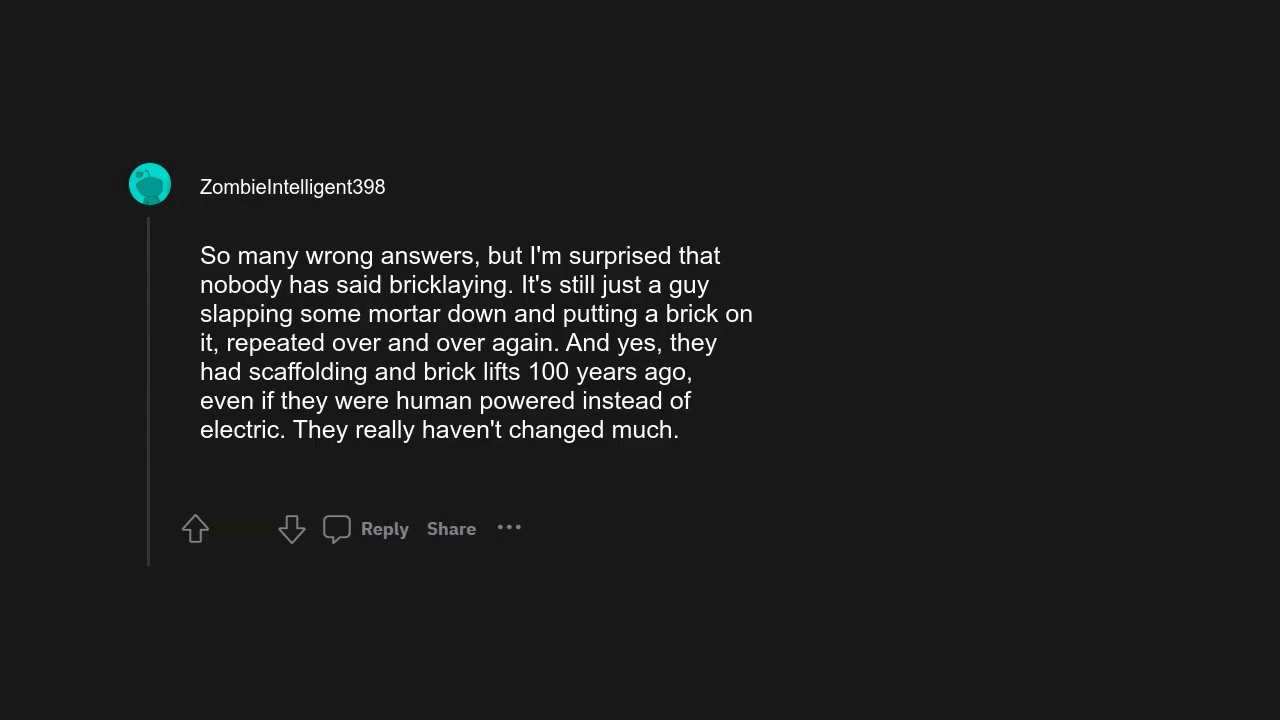 ZombieIntelligent398
So many wrong answers, but I'm surprised that
nobody has said bricklaying. It's still just a guy
slapping some mortar down and putting a brick on
it, repeated over and over again. And yes, they
had scaffolding and brick lifts 100 years ago,
even if they were human powered instead of
electric. They really haven't changed much.
Reply Share